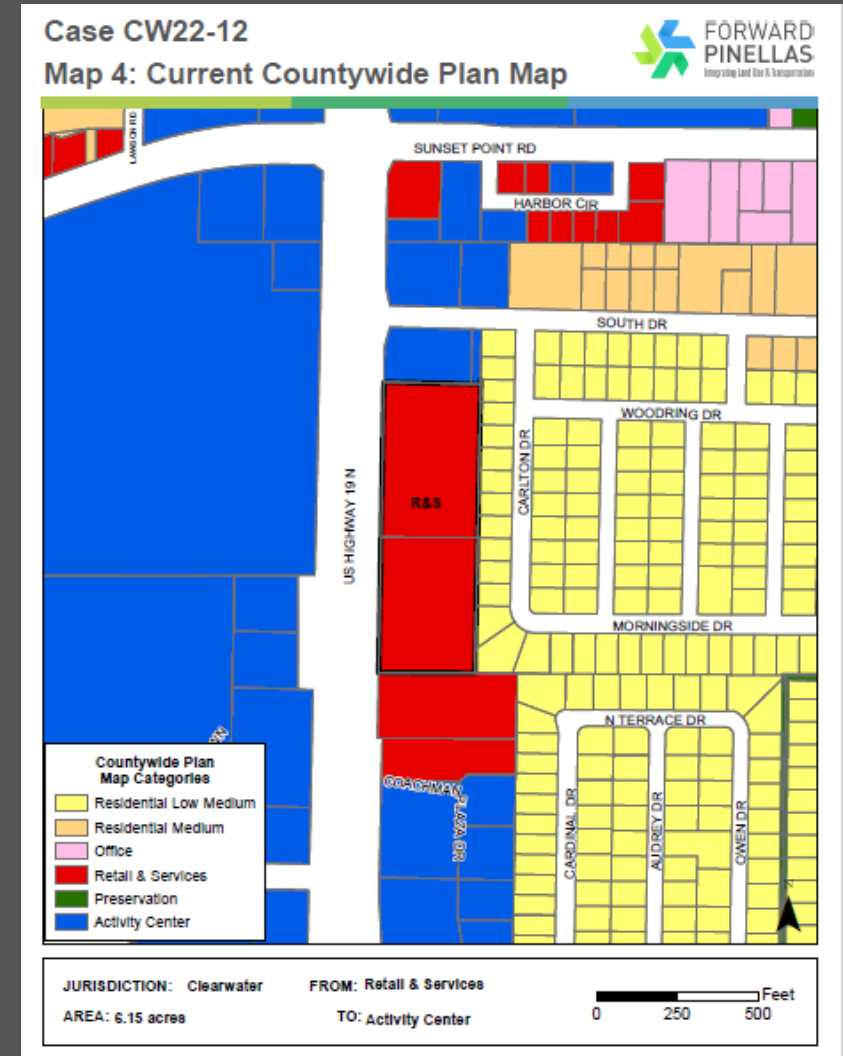 Case CW22-12
Map 4: Current Countywide Plan Map
FORWARD
PINELLAS
Integrating Land Use & Transportation
LAWSON RD
SUNSET POINT RD
HARBOR CIR
SOUTH DR
WOODRING DR
CARLTON DR
US HIGHWAY 19 N
R&S
MORNINGSIDE DR
N TERRACE DR
COACHMAN
PLAZA DR
CARDINAL DR
AUDREY DR
OWEN DR
Countywide Plan
Map Categories
Residential Low Medium
Residential Medium
Office
Retail & Services
Preservation
Activity Center
JURISDICTION: Clearwater
FROM: Retail & Services
AREA: 6.15 acres
TO: Activity Center
Feet
0 250 500